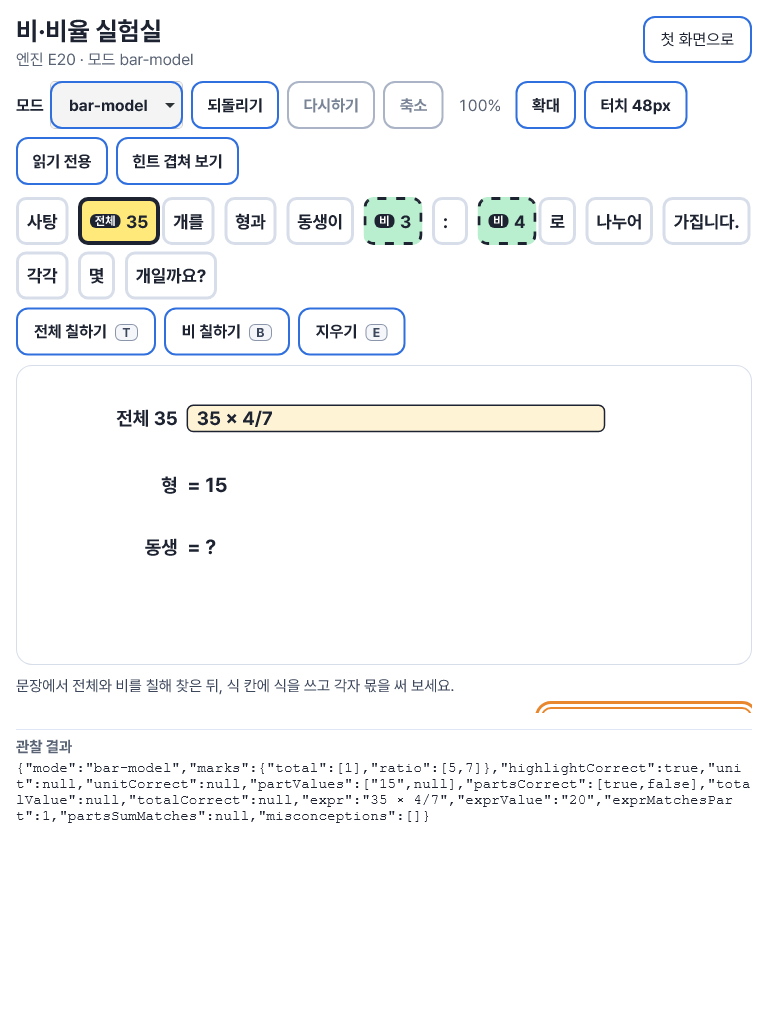 비·비율 실험실
첫 화면으로
엔진 E20 · 모드 bar-model
모드 bar-model 되돌리기 다시하기 축소 100% 확대 터치 48px
읽기 전용 힌트 겹쳐 보기
사탕 전체 35 개를 형과 동생이 비 3 : 비 4 로 나누어 가집니다.
각각 몇 개일까요?
전체 칠하기 T 비 칠하기 B 지우기 E
전체 35 35 × 4/7
형 = 15
동생 = ?
문장에서 전체와 비를 칠해 찾은 뒤, 식 칸에 식을 쓰고 각자 몫을 써 보세요.
관찰 결과
{"mode":"bar-model","marks":{"total":[1],"ratio":[5,7]},"highlightCorrect":true,"uni
t":null,"unitCorrect":null,"partValues":["15",null],"partsCorrect":[true,false],"tota
lValue":null,"totalCorrect":null,"expr":"35 × 4/7","exprValue":"20","exprMatchesPar
t":1,"partsSumMatches":null,"misconceptions":[]}